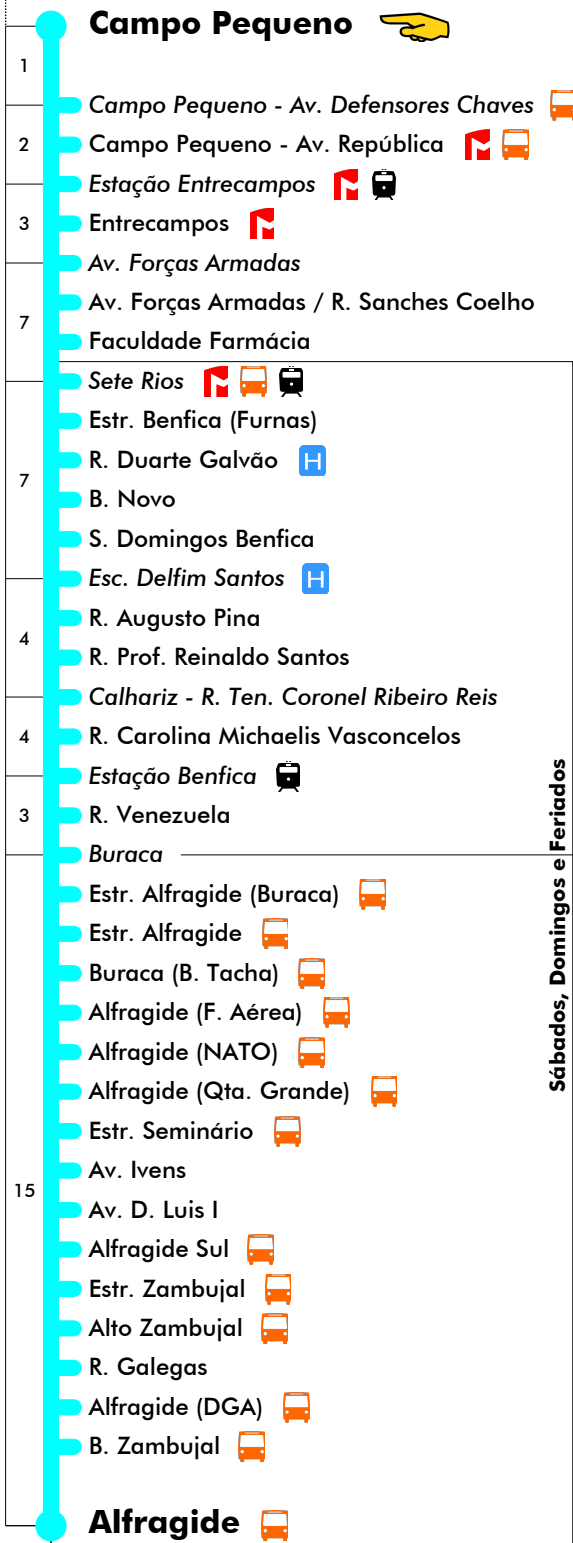 Campo Pequeno
1
Campo Pequeno - Av. Defensores Chaves
2
Campo Pequeno - Av. República
Estação Entrecampos
3
Entrecampos
Av. Forças Armadas
7
Av. Forças Armadas / R. Sanches Coelho
Faculdade Farmácia
Sete Rios
Estr. Benfica (Furnas)
7
R. Duarte Galvão H
B. Novo
S. Domingos Benfica
Esc. Delfim Santos H
R. Augusto Pina
4
R. Prof. Reinaldo Santos
Calhariz - R. Ten. Coronel Ribeiro Reis
4
R. Carolina Michaelis Vasconcelos
Estação Benfica
3
R. Venezuela
Buraca
Sábados, Domingos e Feriados
Estr. Alfragide (Buraca)
Estr. Alfragide
Buraca (B. Tacha)
Alfragide (F. Aérea)
Alfragide (NATO)
Alfragide (Qta. Grande)
Estr. Seminário
Av. Ivens
15
Av. D. Luis I
Alfragide Sul
Estr. Zambujal
Alto Zambujal
R. Galegas
Alfragide (DGA)
B. Zambujal
Alfragide